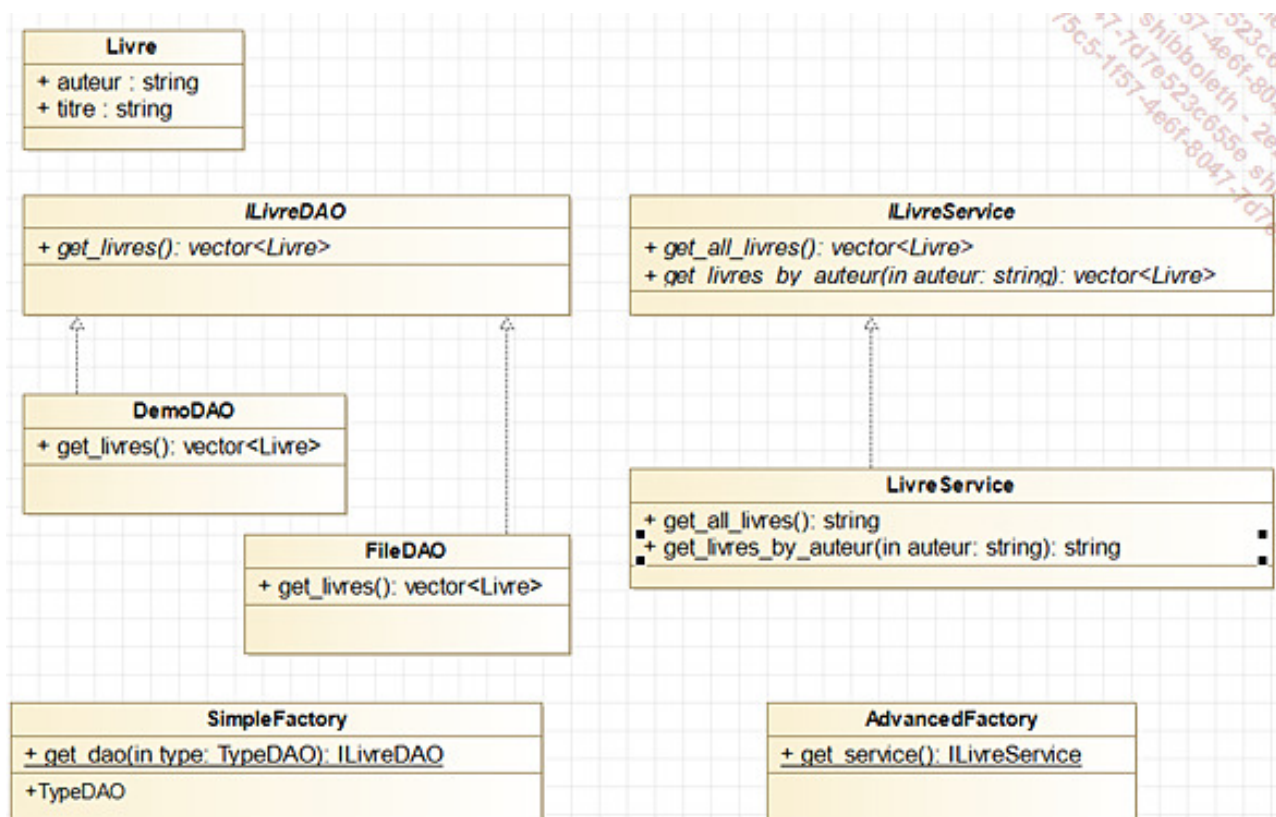 Livre
+ auteur : string
+ titre : string
ILivreDAO
+ get_livres(): vector<Livre>
ILivreService
+ get_all_livres(): vector<Livre>
+ get_livres_by_auteur(in auteur: string): vector<Livre>
DemoDAO
+ get_livres(): vector<Livre>
FileDAO
+ get_livres(): vector<Livre>
LivreService
+ get_all_livres(): string
+ get_livres_by_auteur(in auteur: string): string
SimpleFactory
+ get_dao(in type: TypeDAO): ILivreDAO
+TypeDAO
AdvancedFactory
+ get_service(): ILivreService